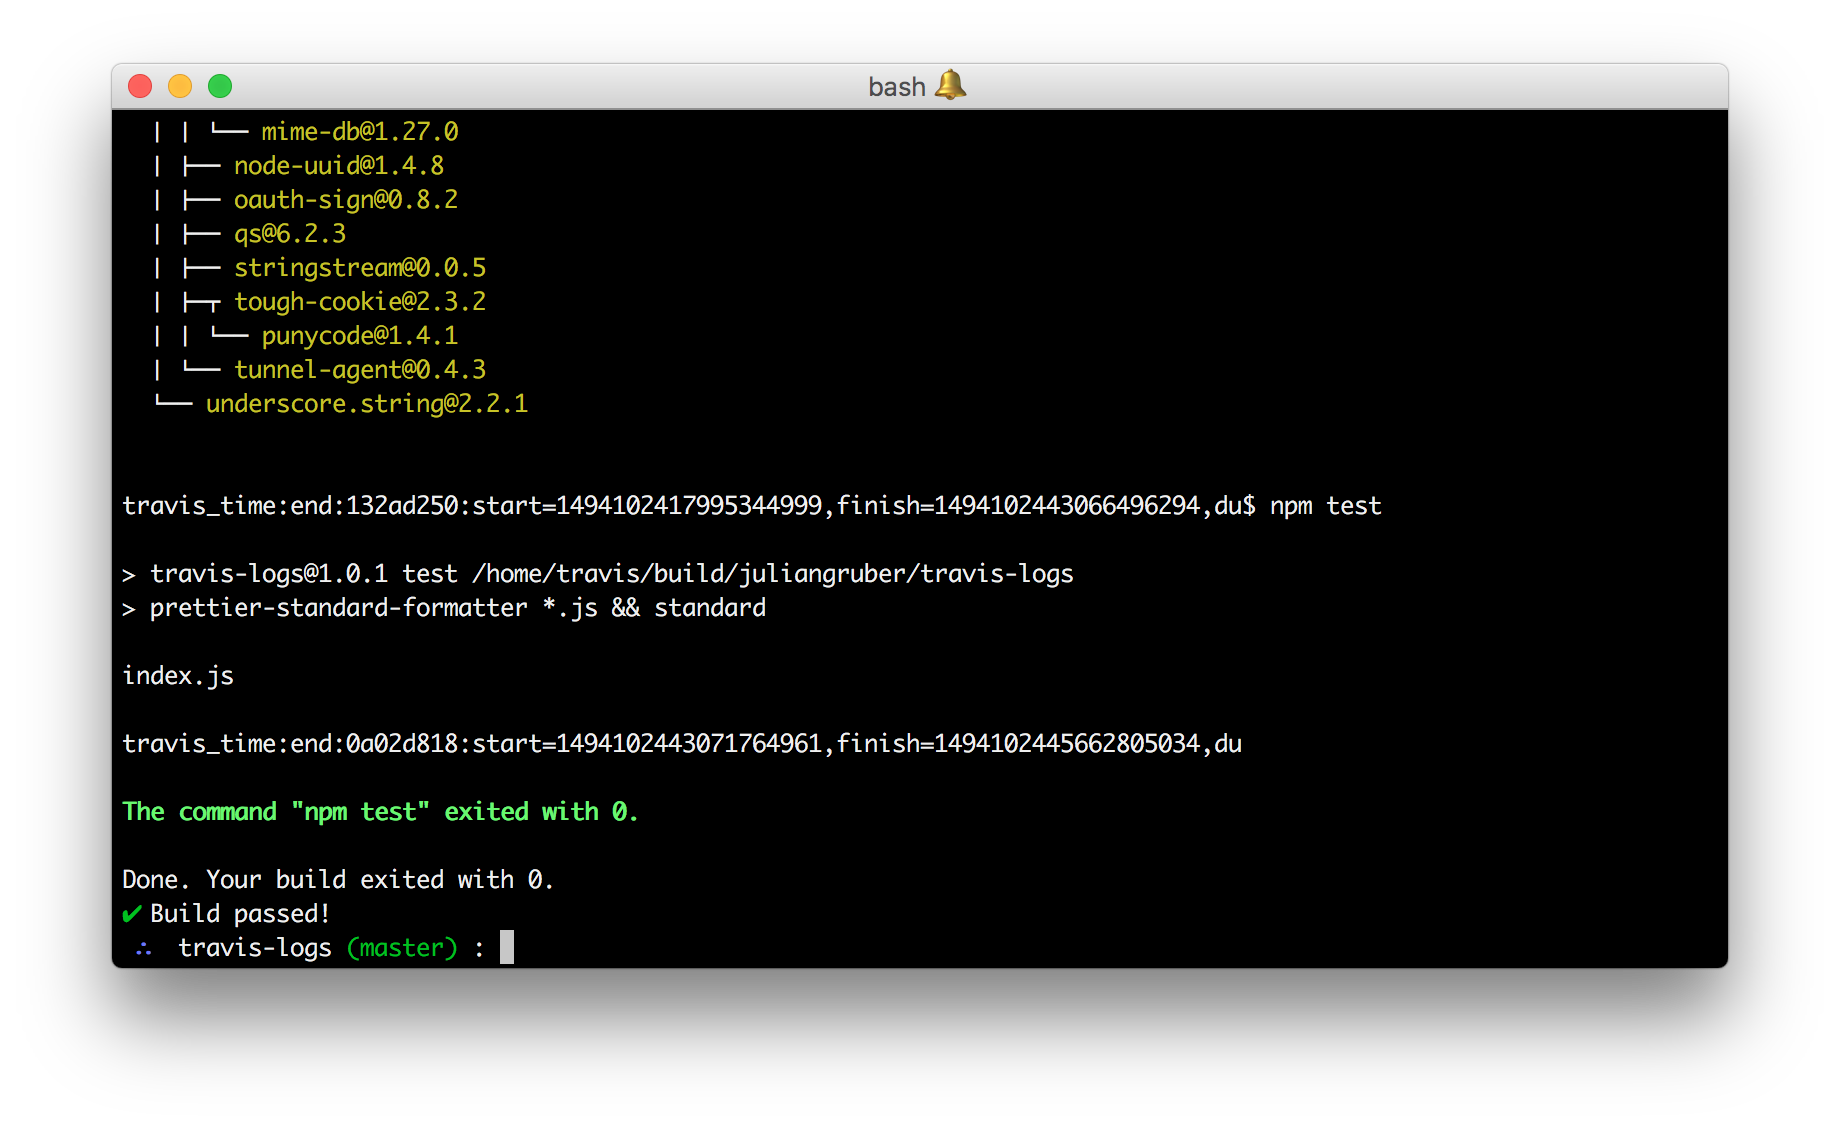 bash 🔔
| | └── mime-db@1.27.0
| ├── node-uuid@1.4.8
| ├── oauth-sign@0.8.2
| ├── qs@6.2.3
| ├── stringstream@0.0.5
| ├─┬ tough-cookie@2.3.2
| | └── punycode@1.4.1
| └── tunnel-agent@0.4.3
└── underscore.string@2.2.1
travis_time:end:132ad250:start=1494102417995344999,finish=1494102443066496294,du$ npm test
> travis-logs@1.0.1 test /home/travis/build/juliangruber/travis-logs
> prettier-standard-formatter *.js && standard
index.js
travis_time:end:0a02d818:start=1494102443071764961,finish=1494102445662805034,du
The command "npm test" exited with 0.
Done. Your build exited with 0.
✔ Build passed!
∴ travis-logs (master) :